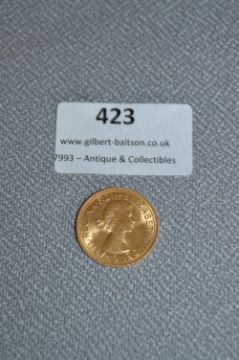 423
www.gilbert-baitson.co.uk
7993 – Antique & Collectibles